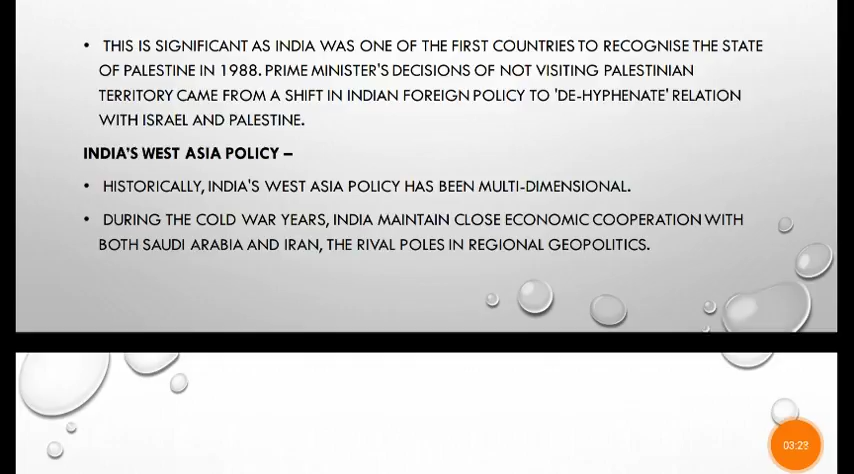 • THIS IS SIGNIFICANT AS INDIA WAS ONE OF THE FIRST COUNTRIES TO RECOGNISE THE STATE
OF PALESTINE IN 1988. PRIME MINISTER'S DECISIONS OF NOT VISITING PALESTINIAN
TERRITORY CAME FROM A SHIFT IN INDIAN FOREIGN POLICY TO 'DE-HYPHENATE' RELATION
WITH ISRAEL AND PALESTINE.
INDIA'S WEST ASIA POLICY –
• HISTORICALLY, INDIA'S WEST ASIA POLICY HAS BEEN MULTI-DIMENSIONAL.
• DURING THE COLD WAR YEARS, INDIA MAINTAIN CLOSE ECONOMIC COOPERATION WITH
BOTH SAUDI ARABIA AND IRAN, THE RIVAL POLES IN REGIONAL GEOPOLITICS.
03:23